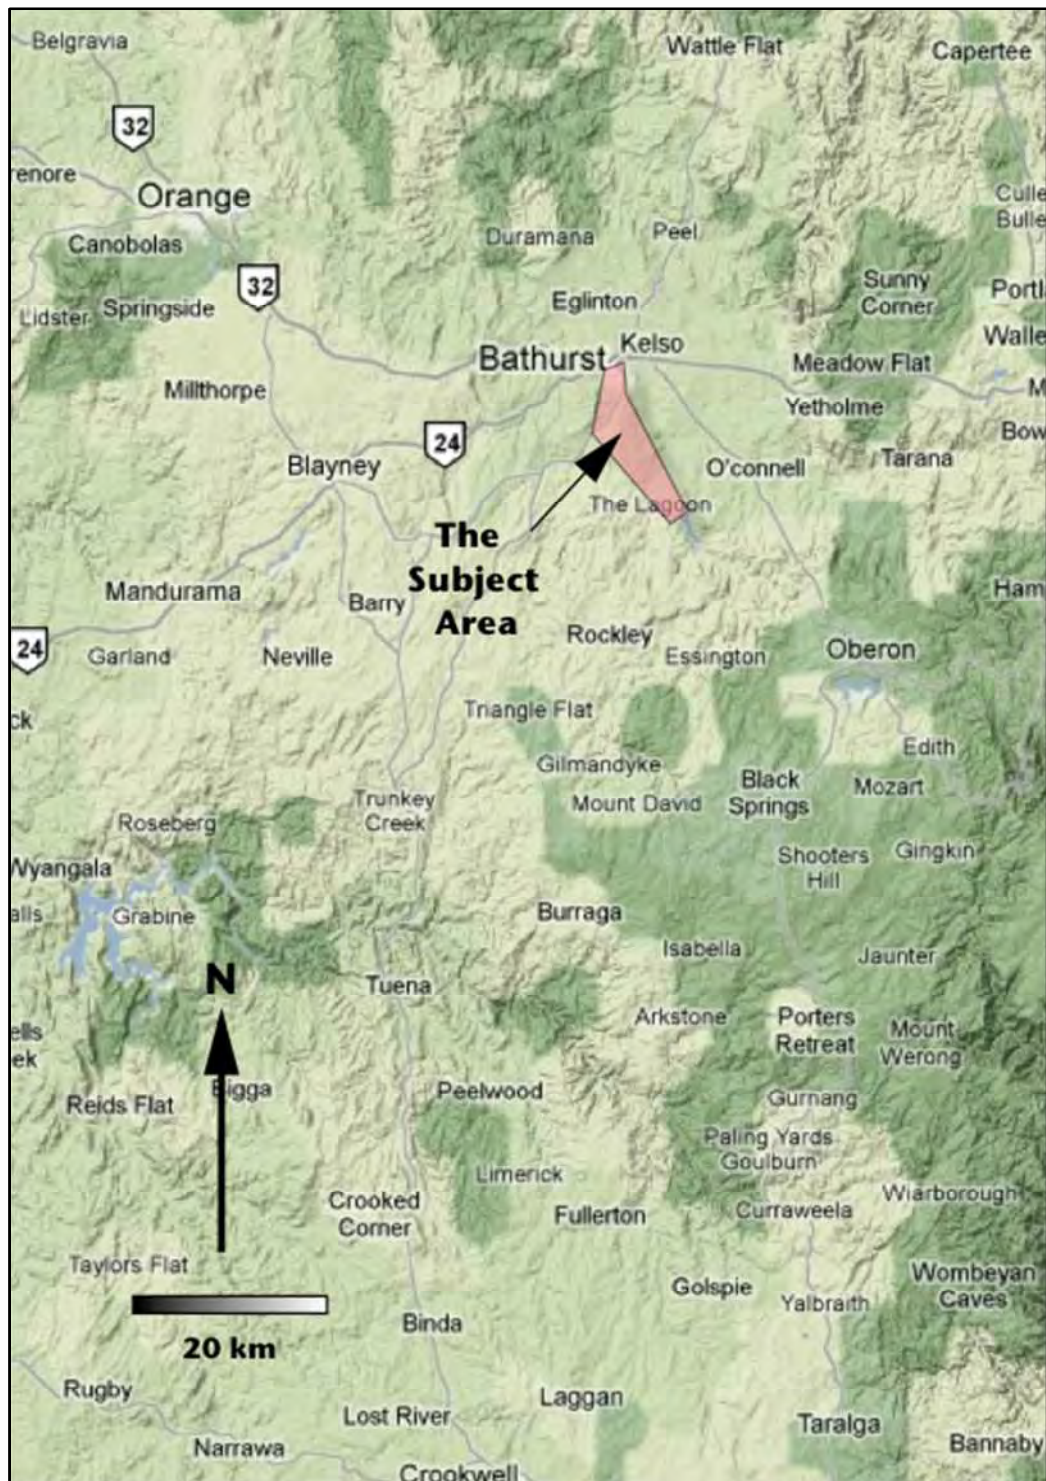 Belgravia
Wattle Flat
Capertee
32
renore
Orange
Culle
Bulle
Canobolas
Duramana
Peel
32
Sunny
Corner
Eglinton
Portl
Lidster
Springside
Walle
Kelso
Bathurst
Meadow Flat
Millthorpe
M
Yetholme
24
Bow
Blayney
O'connell
Tarana
The Lagoon
The
Subject
Area
Mandurama
Barry
Ham
24
Garland
Neville
Rockley
Essington
Oberon
ck
Triangle Flat
Edith
Gilmandyke
Black
Springs
Mozart
Trunkey
Creek
Mount David
Roseberg
Shooters
Hill
Gingkin
Wyangala
alls
Grabine
Burraga
Isabella
Jaunter
N
Tuena
Arkstone
Porters
Retreat
Mount
Werong
ells
ek
Bigga
Reids Flat
Peelwood
Gurnang
Paling Yards
Goulburn
Limerick
Crooked
Corner
Fullerton
Curraweela
Wiarborough
Taylors Flat
Golspie
Yalbraith
Wombeyan
Caves
20 km
Binda
Rugby
Lost River
Laggan
Taralga
Narrawa
Bannaby
Crookwell